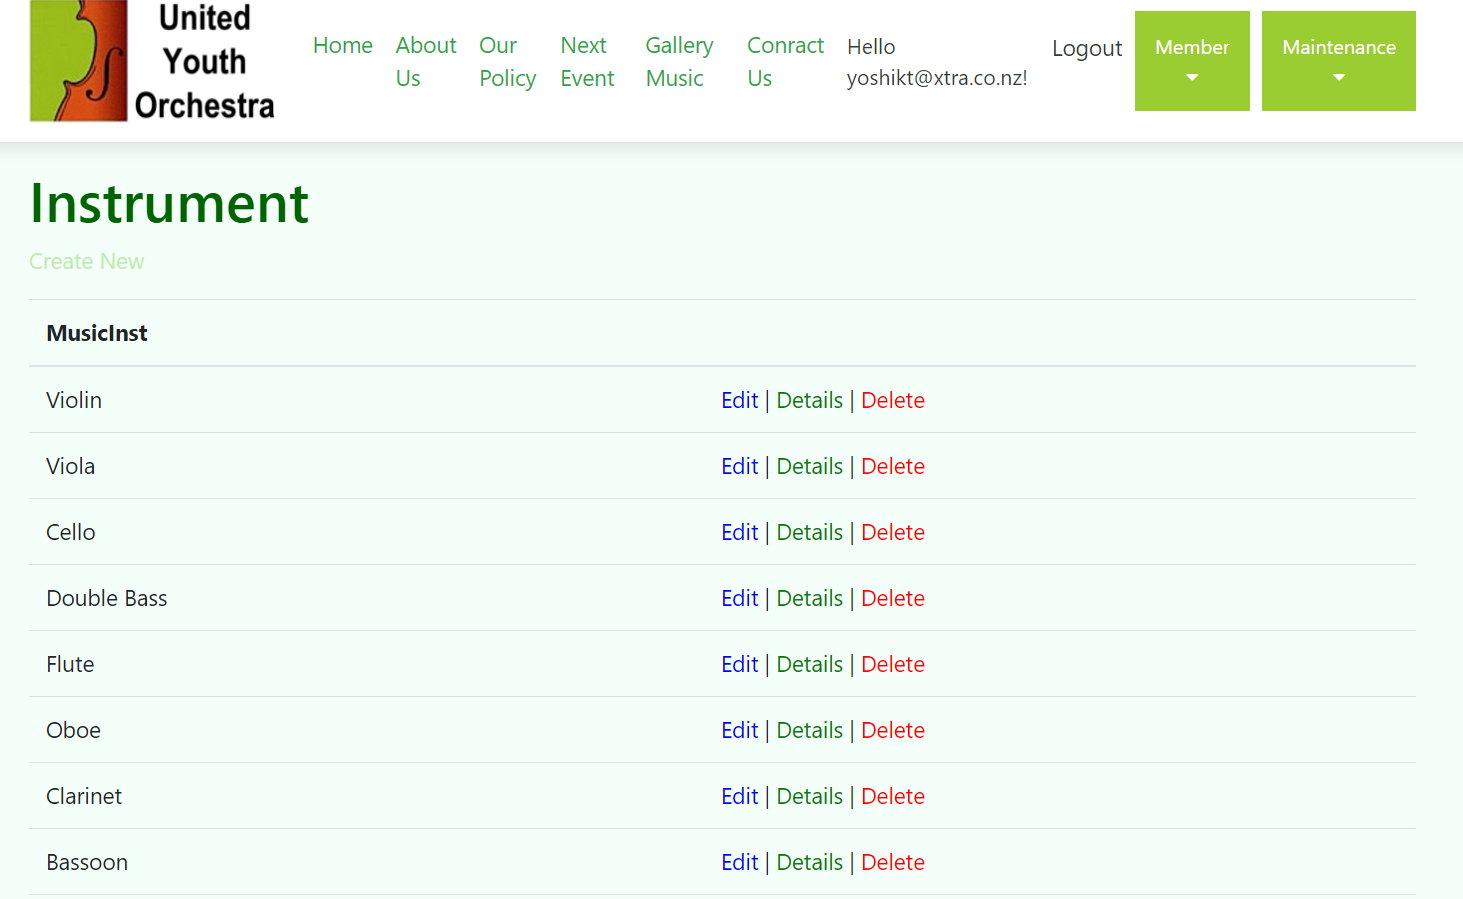 United
Youth
Orchestra
Home
About
Us
Our
Policy
Next
Event
Gallery
Music
Conract
Us
Hello
yoshikt@xtra.co.nz!
Logout
Member
Maintenance
Instrument
Create New
MusicInst
Violin Edit | Details | Delete
Viola Edit | Details | Delete
Cello Edit | Details | Delete
Double Bass Edit | Details | Delete
Flute Edit | Details | Delete
Oboe Edit | Details | Delete
Clarinet Edit | Details | Delete
Bassoon Edit | Details | Delete